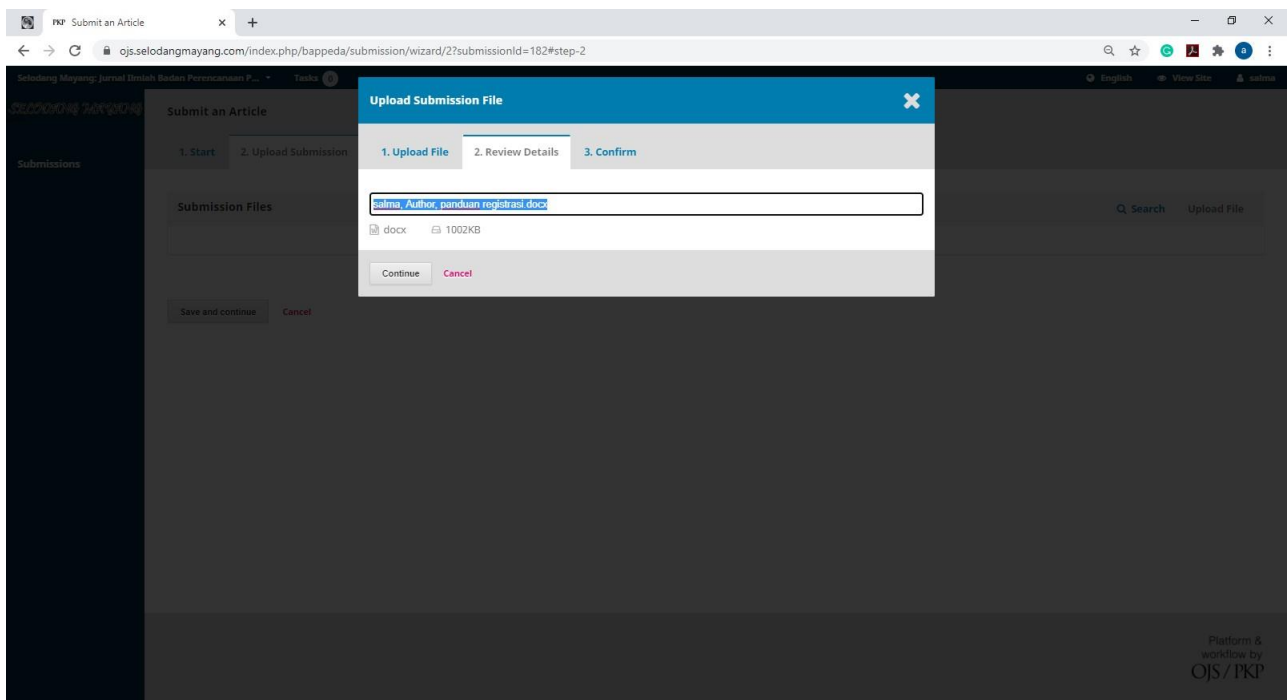 PKP Submit an Article
ojs.selodangmayang.com/index.php/bappeda/submission/wizard/2?submissionId=182#step-2
a
Selodang Mayang: Jurnal Ilmiah Badan Perencanaan P... Tasks 0 English View Site salma
SELODANG MAYANG
Submit an Article
Submissions
1. Start 2. Upload Submission
Upload Submission File
1. Upload File 2. Review Details 3. Confirm
salma, Author, panduan registrasi.docx
docx 1002KB
Continue Cancel
Submission Files Search Upload File
Save and continue Cancel
Platform &
workflow by
OJS / PKP